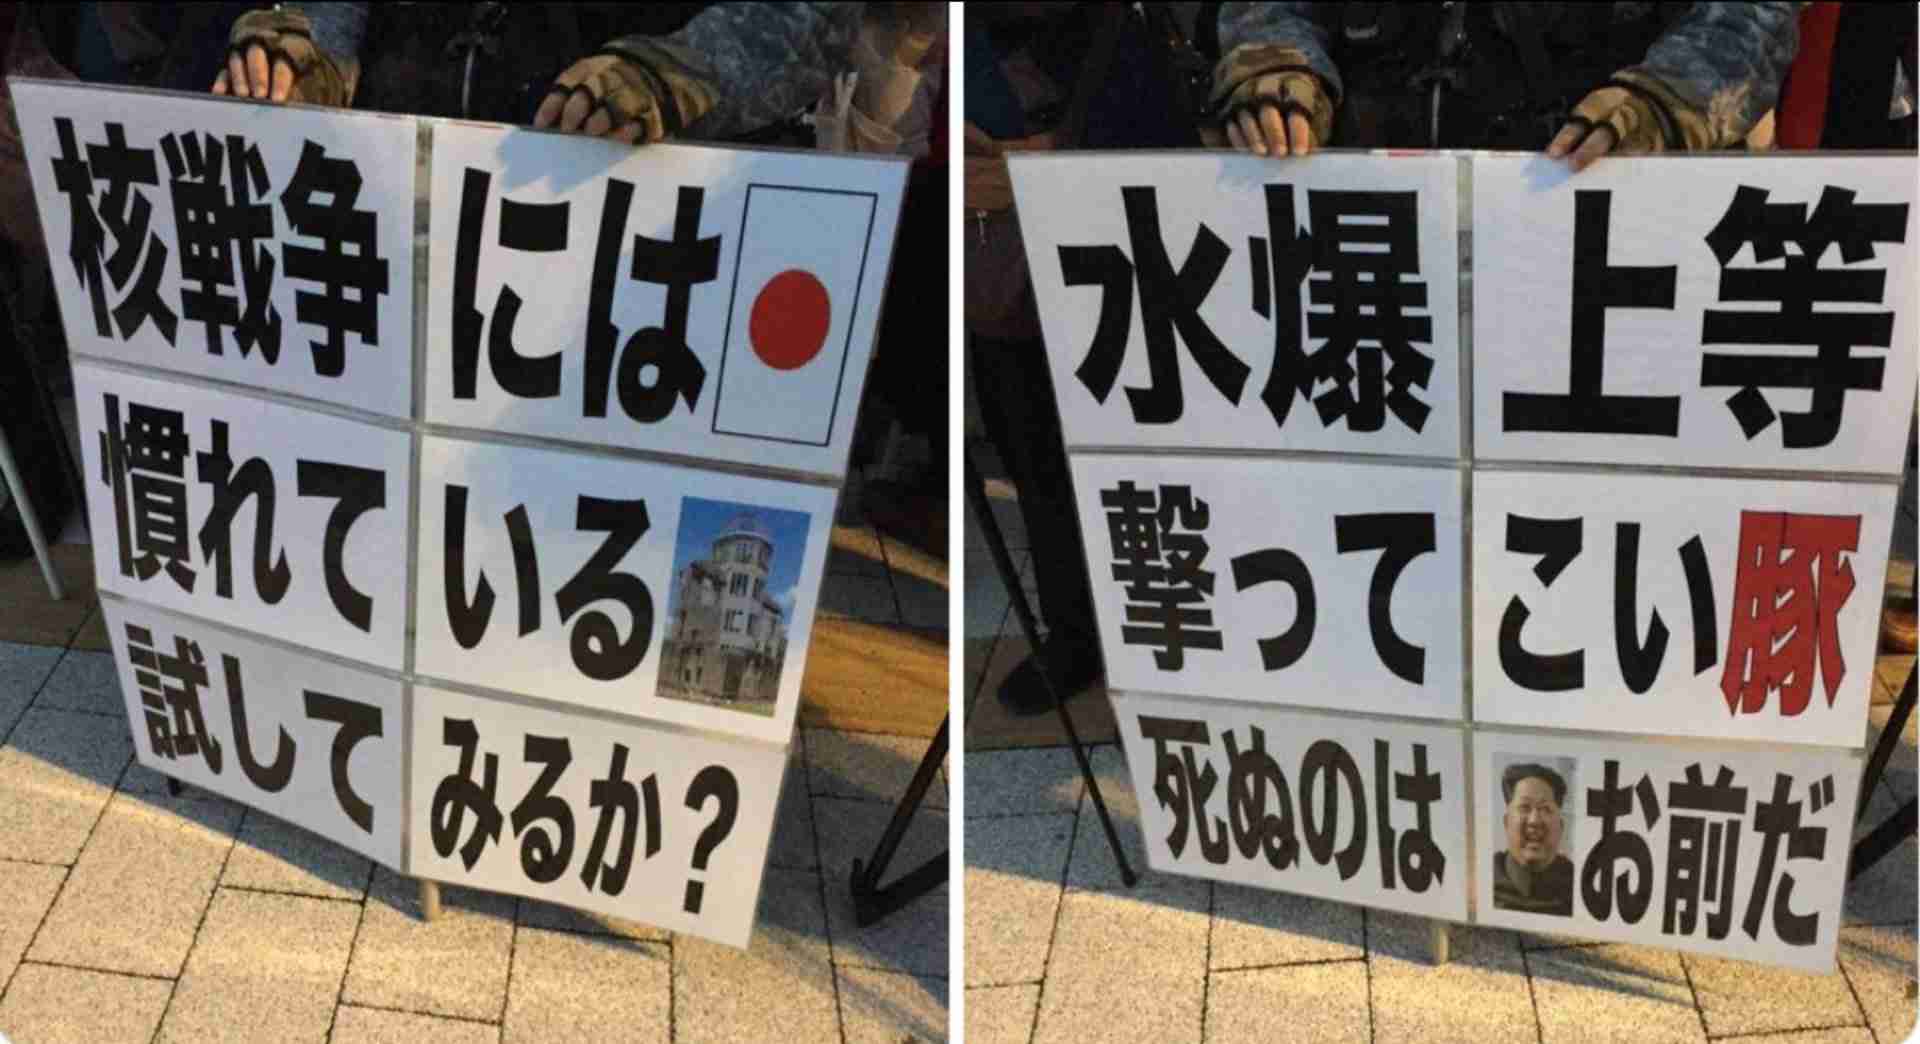 核戦争には
慣れている
試してみるか?
水爆上等
撃ってこい豚
死ぬのはお前だ